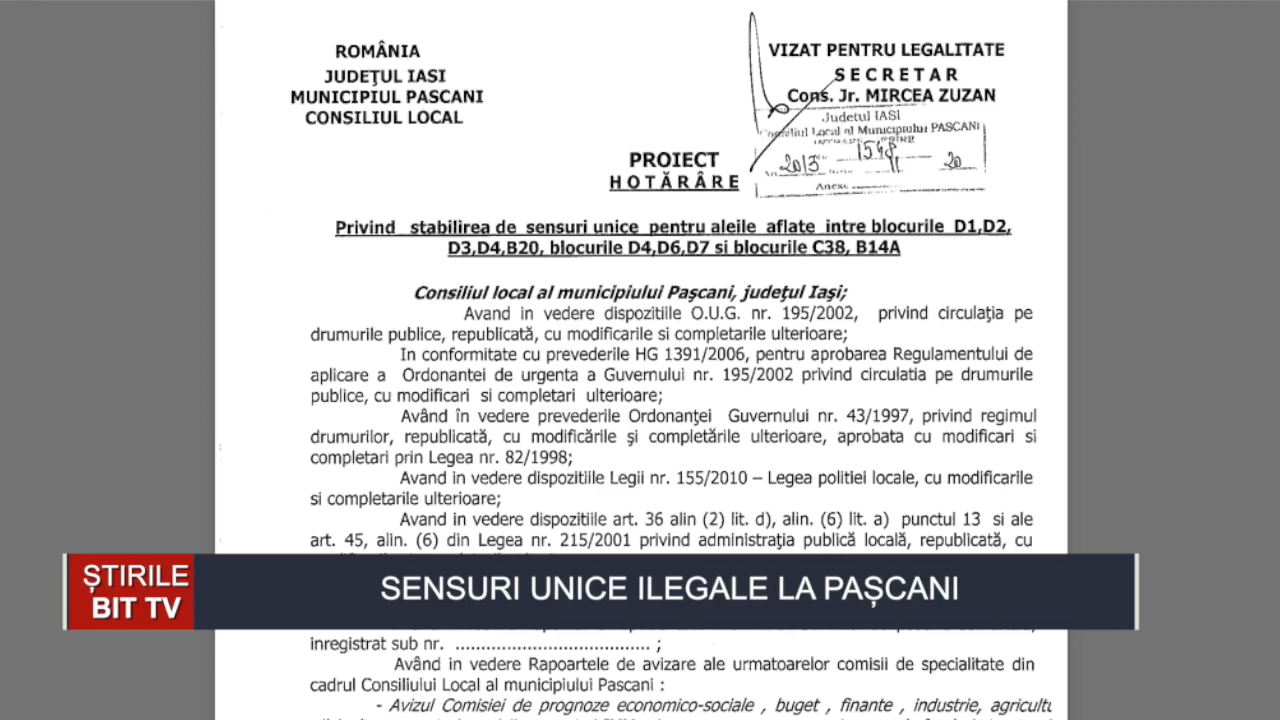 ROMÂNIA
JUDEŢUL IASI
MUNICIPIUL PASCANI
CONSILIUL LOCAL
VIZAT PENTRU LEGALITATE
SECRETAR
Cons. Jr. MIRCEA ZUZAN
Judetul IASI
Consiliul Local al Municipiului PASCANI
1548
2013 11 20
Anexe
PROIECT
HOTĂRÂRE
Privind stabilirea de sensuri unice pentru aleile aflate intre blocurile D1,D2,
D3,D4,B20, blocurile D4,D6,D7 si blocurile C38, B14A
Consiliul local al municipiului Paşcani, judeţul Iaşi;
Avand in vedere dispozitiile O.U.G. nr. 195/2002, privind circulaţia pe
drumurile publice, republicată, cu modificarile si completarile ulterioare;
In conformitate cu prevederile HG 1391/2006, pentru aprobarea Regulamentului de
aplicare a Ordonantei de urgenta a Guvernului nr. 195/2002 privind circulatia pe drumurile
publice, cu modificari si completari ulterioare;
Având în vedere prevederile Ordonanţei Guvernului nr. 43/1997, privind regimul
drumurilor, republicată, cu modificările şi completările ulterioare, aprobata cu modificari si
completari prin Legea nr. 82/1998;
Avand in vedere dispozitiile Legii nr. 155/2010 – Legea politiei locale, cu modificarile
si completarile ulterioare;
Avand in vedere dispozitiile art. 36 alin (2) lit. d), alin. (6) lit. a) punctul 13 si ale
art. 45, alin. (6) din Legea nr. 215/2001 privind administraţia publică locală, republicată, cu
ȘTIRILE
BIT TV
SENSURI UNICE ILEGALE LA PAȘCANI
inregistrat sub nr. ..................................... ;
Având in vedere Rapoartele de avizare ale urmatoarelor comisii de specialitate din
cadrul Consiliului Local al municipiului Pascani :
- Avizul Comisiei de prognoze economico-sociale , buget , finante , industrie, agricultu